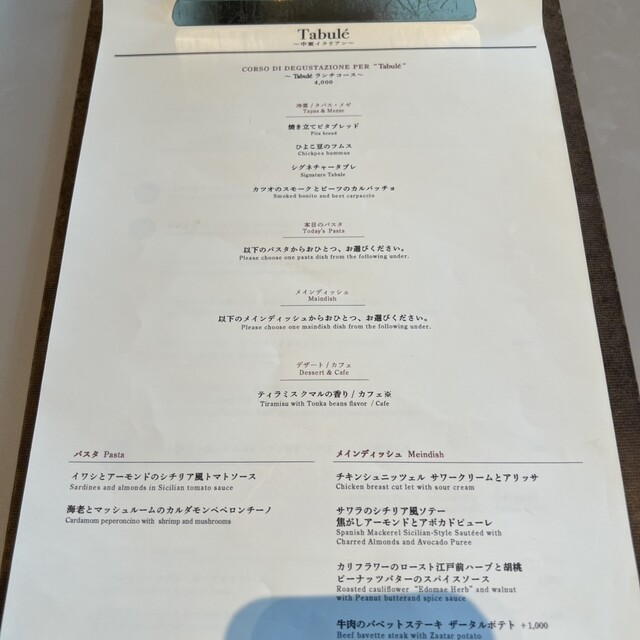 Tabulé
～中東イタリアン～
CORSO DI DEGUSTAZIONE PER “Tabulé”
～ Tabulé ランチコース～
4,000
冷菜 / タパス・メゼ
Tapas & Mezze
焼き立てピタブレッド
Pita bread
ひよこ豆のフムス
Chickpea hummus
シグネチャータブレ
Signature Tabule
カツオのスモークとビーツのカルパッチョ
Smoked bonito and beet carpaccio
本日のパスタ
Today's Pasta
以下のパスタからおひとつ、お選びください。
Please choose one pasta dish from the following under.
メインディッシュ
Maindish
以下のメインディッシュからおひとつ、お選びください。
Please choose one maindish dish from the following under.
デザート / カフェ
Dessert & Cafe
ティラミス クマルの香り / カフェ※
Tiramisu with Tonka beans flavor / Cafe
パスタ Pasta
イワシとアーモンドのシチリア風トマトソース
Sardines and almonds in Sicilian tomato sauce
海老とマッシュルームのカルダモンペペロンチーノ
Cardamom peperoncino with shrimp and mushrooms
メインディッシュ Meindish
チキンシュニッツェル サワークリームとアリッサ
Chicken breast cut let with sour cream
サワラのシチリア風ソテー
焦がしアーモンドとアボカドピューレ
Spanish Mackerel Sicilian-Style Sautéed with
Charred Almonds and Avocado Puree
カリフラワーのロースト江戸前ハーブと胡桃
ピーナッツバターのスパイスソース
Roasted cauliflower “Edomae Herb” and walnut
with Peanut butterand spice sauce
牛肉のバベットステーキ ザータルポテト +1,000
Beef bavette steak with Zaatar potato